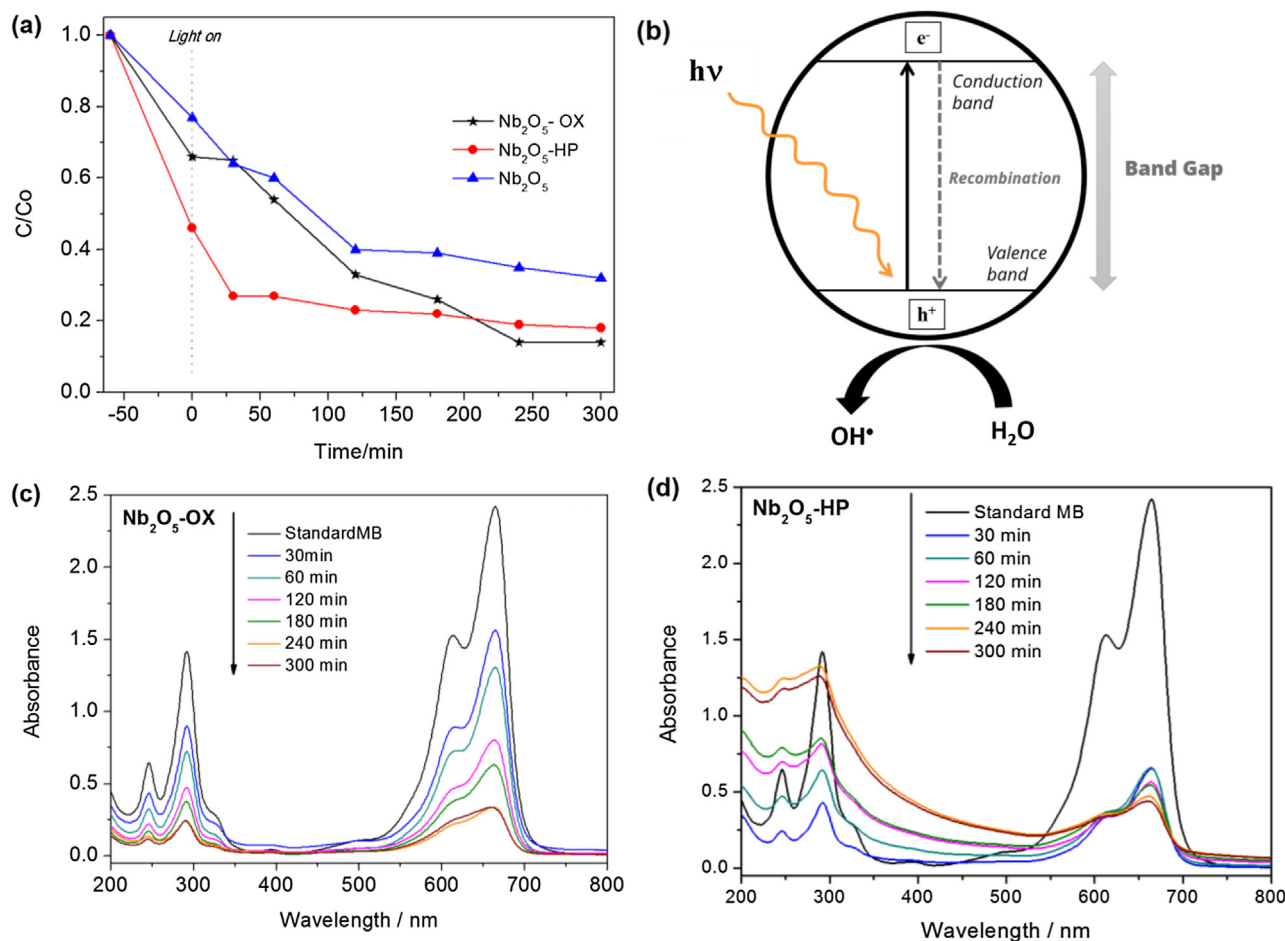 (a)
Light on
Nb₂O₅- OX
Nb₂O₅-HP
Nb₂O₅
1.0
0.8
0.6
0.4
0.2
0.0
C/Co
-50 0 50 100 150 200 250 300
Time/min
(b)
hν
e⁻
Conduction
band
Recombination
Band Gap
Valence
band
h⁺
OH•
H₂O
(c)
Nb₂O₅-OX
StandardMB
30min
60 min
120 min
180 min
240 min
300 min
2.5
2.0
1.5
1.0
0.5
0.0
Absorbance
200 300 400 500 600 700 800
Wavelength / nm
(d)
Nb₂O₅-HP
Standard MB
30 min
60 min
120 min
180 min
240 min
300 min
2.5
2.0
1.5
1.0
0.5
0.0
Absorbance
200 300 400 500 600 700 800
Wavelength / nm